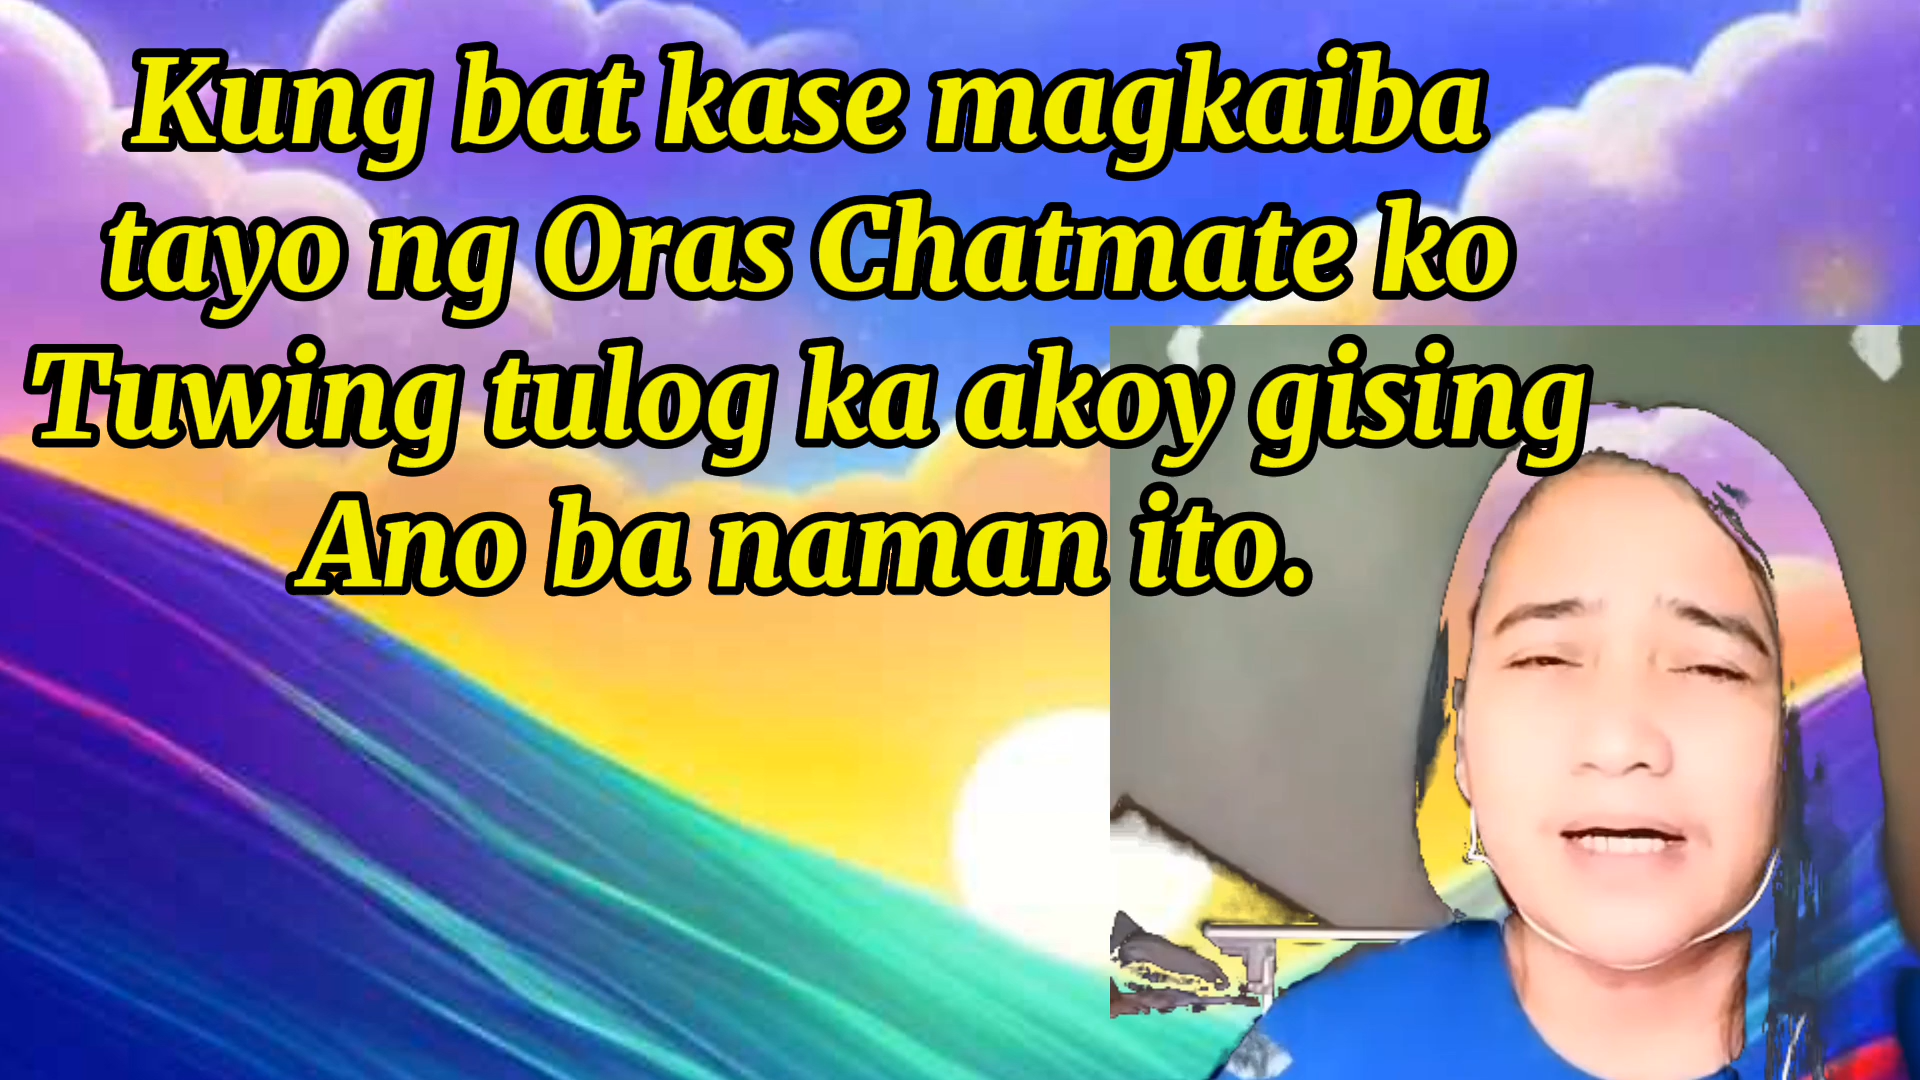 Kung bat kase magkaiba
tayo ng Oras Chatmate ko
Tuwing tulog ka akoy gising
Ano ba naman ito.